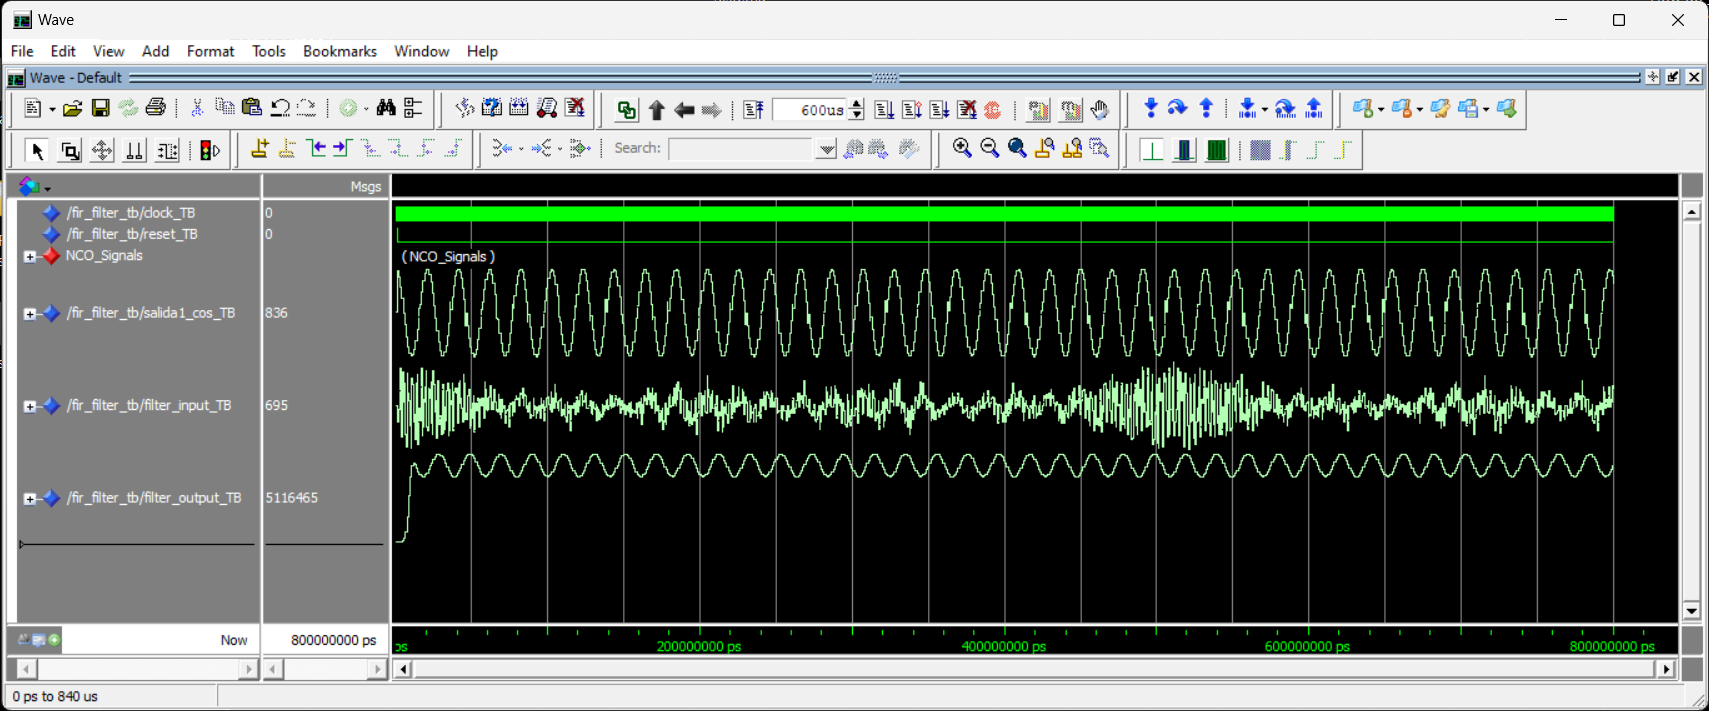 Wave
File Edit View Add Format Tools Bookmarks Window Help
Wave - Default
600us
Search:
Msgs
/fir_filter_tb/clock_TB 0
/fir_filter_tb/reset_TB 0
NCO_Signals
( NCO_Signals )
/fir_filter_tb/salida1_cos_TB 836
/fir_filter_tb/filter_input_TB 695
/fir_filter_tb/filter_output_TB 5116465
Now 800000000 ps
ps 200000000 ps 400000000 ps 600000000 ps 800000000 ps
0 ps to 840 us